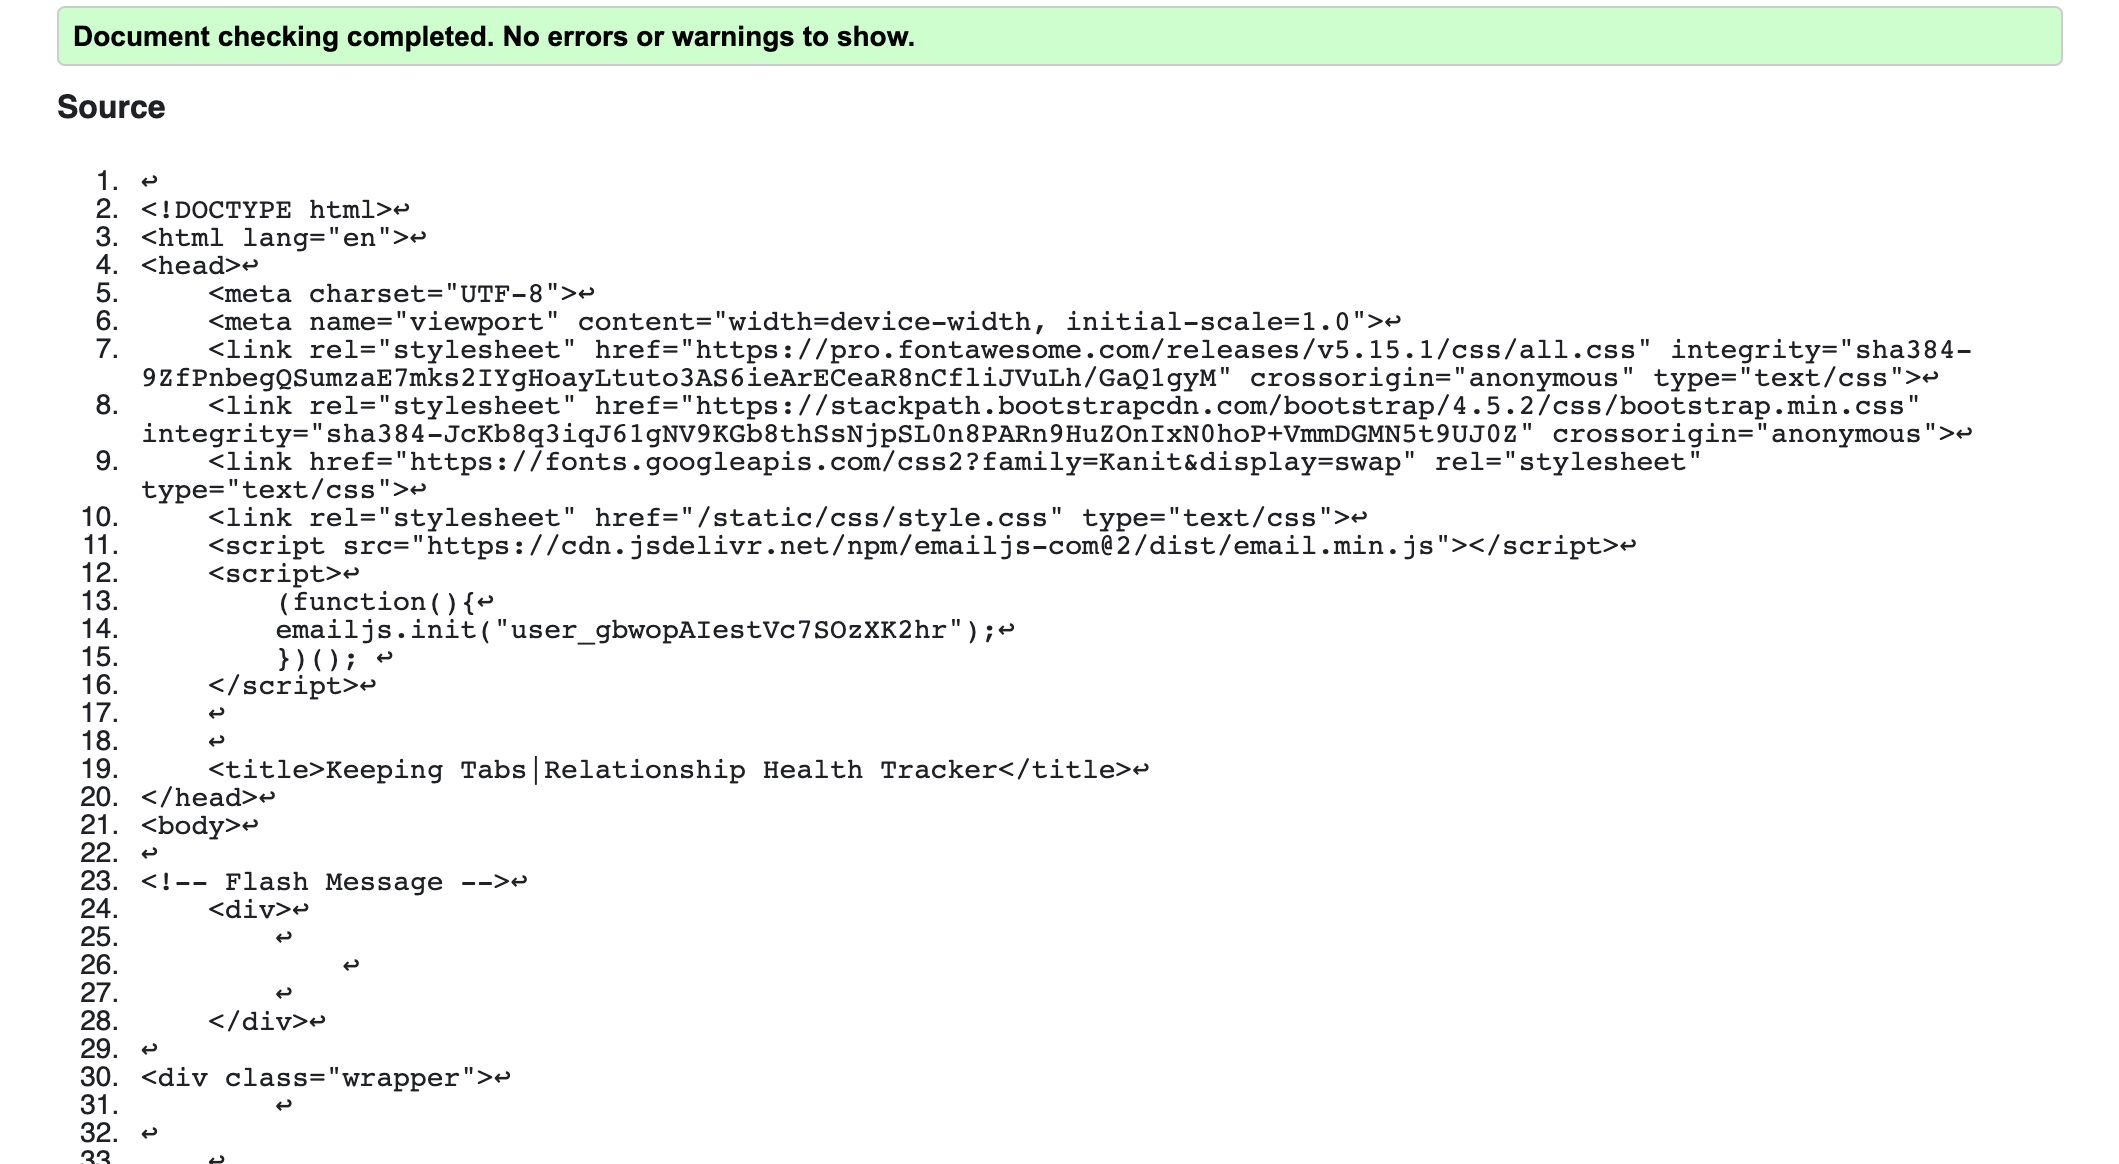 Document checking completed. No errors or warnings to show.
Source
1. ↩
2. <!DOCTYPE html>↩
3. <html lang="en">↩
4. <head>↩
5.     <meta charset="UTF-8">↩
6.     <meta name="viewport" content="width=device-width, initial-scale=1.0">↩
7.     <link rel="stylesheet" href="https://pro.fontawesome.com/releases/v5.15.1/css/all.css" integrity="sha384-
9ZfPnbegQSumzaE7mks2IYgHoayLtuto3AS6ieArECeaR8nCfliJVuLh/GaQ1gyM" crossorigin="anonymous" type="text/css">↩
8.     <link rel="stylesheet" href="https://stackpath.bootstrapcdn.com/bootstrap/4.5.2/css/bootstrap.min.css"
integrity="sha384-JcKb8q3iqJ61gNV9KGb8thSsNjpSL0n8PARn9HuZOnIxN0hoP+VmmDGMN5t9UJ0Z" crossorigin="anonymous">↩
9.     <link href="https://fonts.googleapis.com/css2?family=Kanit&display=swap" rel="stylesheet"
type="text/css">↩
10.     <link rel="stylesheet" href="/static/css/style.css" type="text/css">↩
11.     <script src="https://cdn.jsdelivr.net/npm/emailjs-com@2/dist/email.min.js"></script>↩
12.     <script>↩
13.         (function(){↩
14.         emailjs.init("user_gbwopAIestVc7SOzXK2hr");↩
15.         })(); ↩
16.     </script>↩
17.     ↩
18.     ↩
19.     <title>Keeping Tabs|Relationship Health Tracker</title>↩
20. </head>↩
21. <body>↩
22. ↩
23. <!-- Flash Message -->↩
24.     <div>↩
25.         ↩
26.             ↩
27.         ↩
28.     </div>↩
29. ↩
30. <div class="wrapper">↩
31.         ↩
32. ↩
33.     ↩